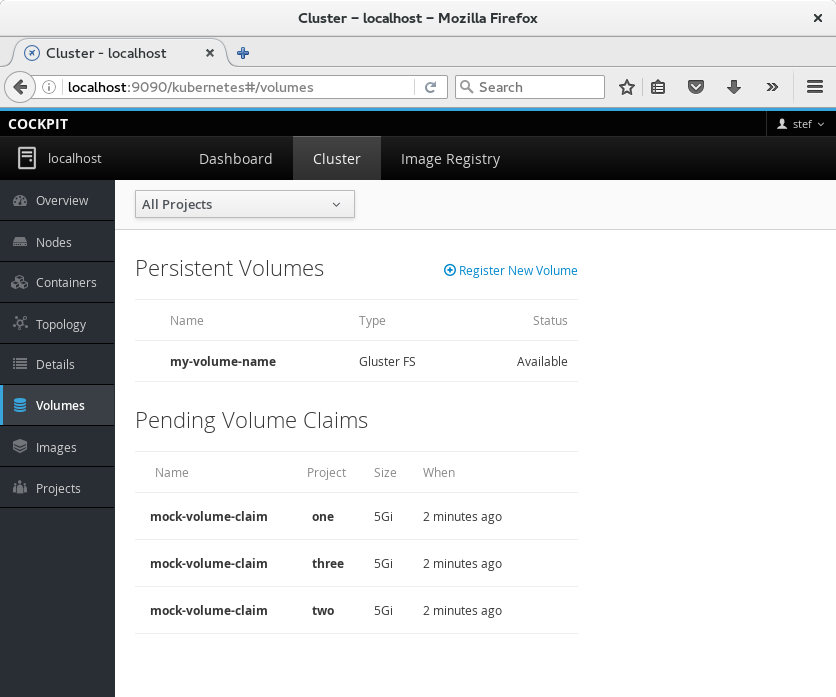 Cluster – localhost – Mozilla Firefox
Cluster - localhost
localhost:9090/kubernetes#/volumes
Search
COCKPIT
stef
localhost
Dashboard
Cluster
Image Registry
Overview
Nodes
Containers
Topology
Details
Volumes
Images
Projects
All Projects
Persistent Volumes
Register New Volume
Name Type Status
my-volume-name Gluster FS Available
Pending Volume Claims
Name Project Size When
mock-volume-claim one 5Gi 2 minutes ago
mock-volume-claim three 5Gi 2 minutes ago
mock-volume-claim two 5Gi 2 minutes ago